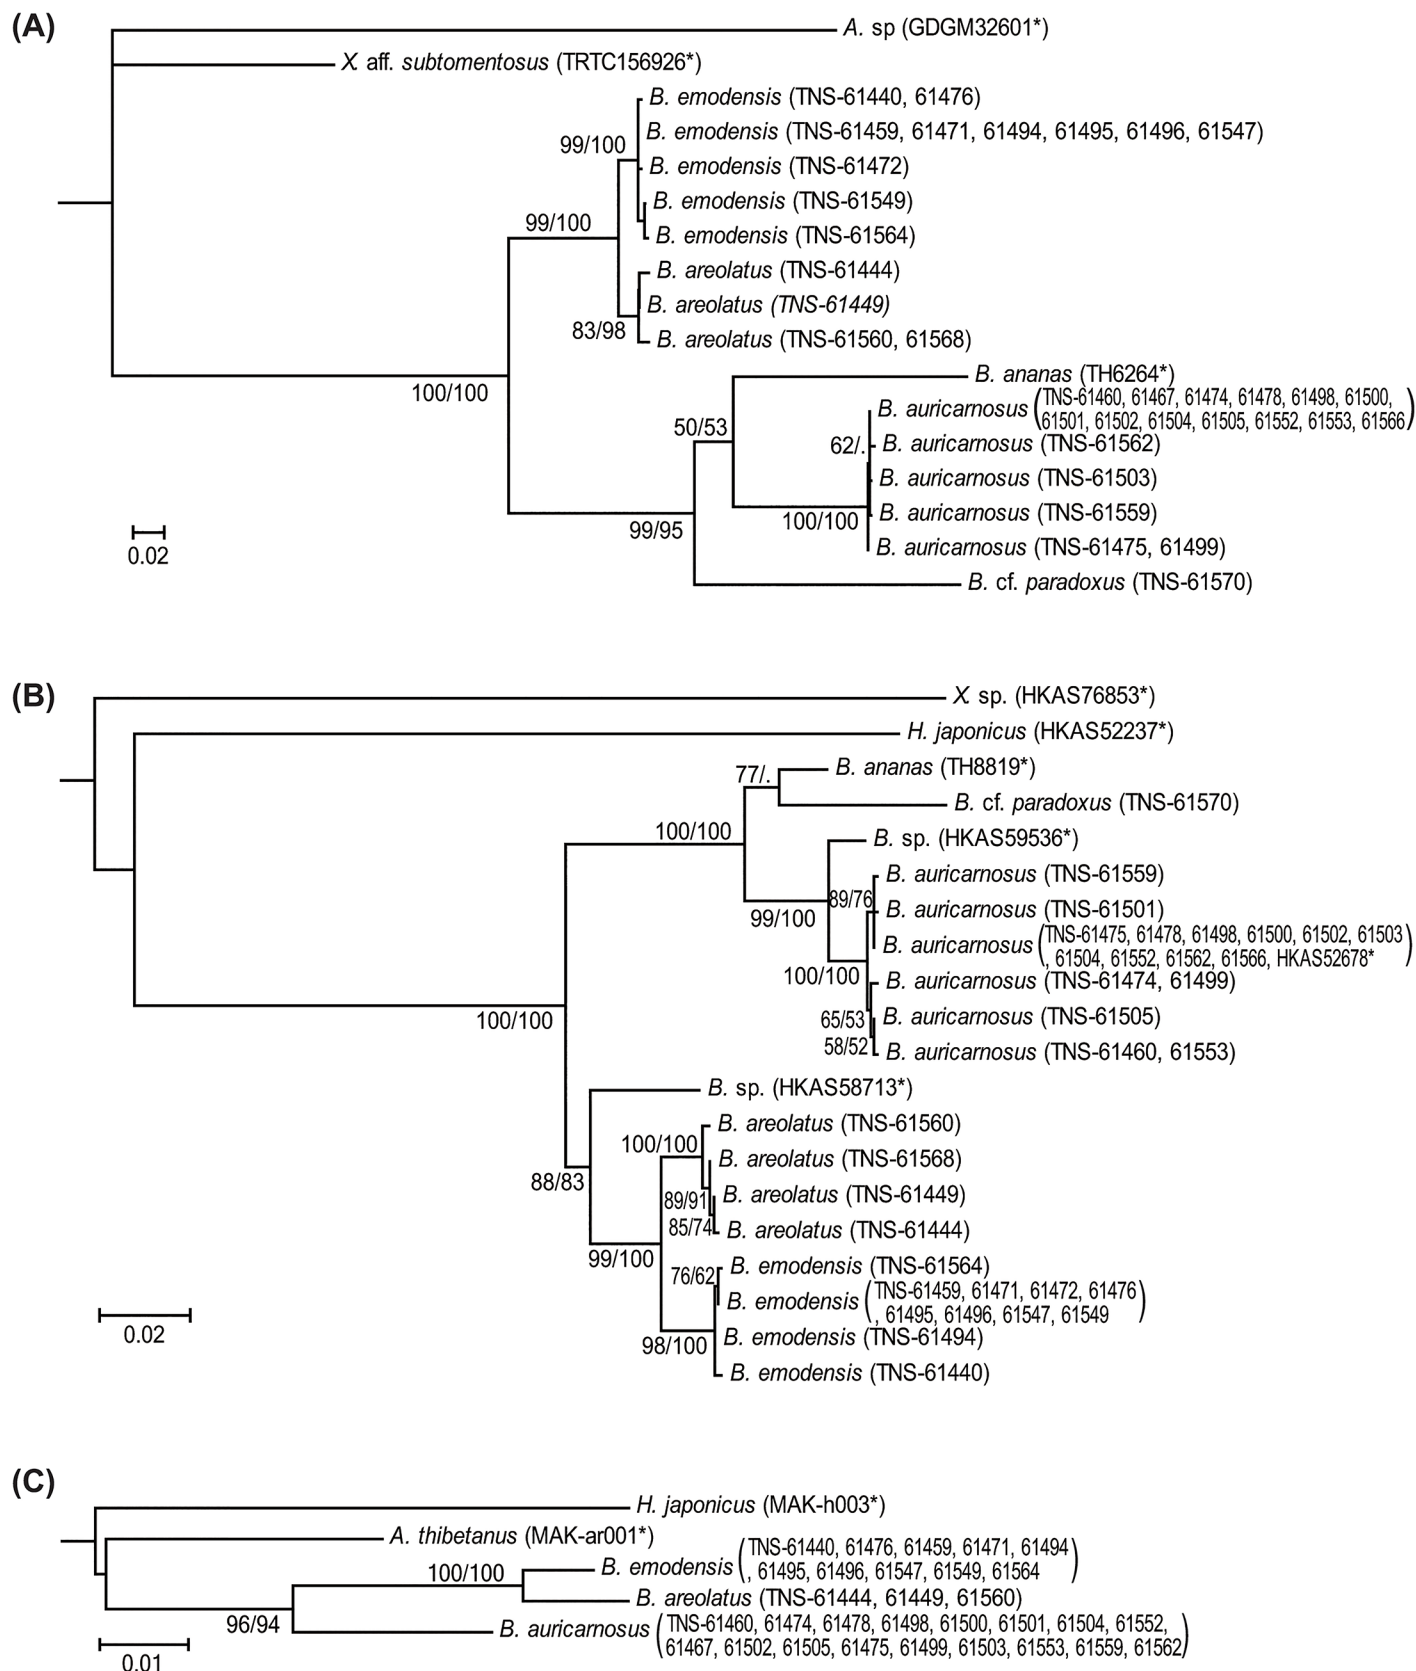 (A)
A. sp (GDGM32601*)
X. aff. subtomentosus (TRTC156926*)
B. emodensis (TNS-61440, 61476)
B. emodensis (TNS-61459, 61471, 61494, 61495, 61496, 61547)
99/100
B. emodensis (TNS-61472)
B. emodensis (TNS-61549)
99/100
B. emodensis (TNS-61564)
B. areolatus (TNS-61444)
B. areolatus (TNS-61449)
83/98
B. areolatus (TNS-61560, 61568)
B. ananas (TH6264*)
100/100
B. auricarnosus (TNS-61460, 61467, 61474, 61478, 61498, 61500,
61501, 61502, 61504, 61505, 61552, 61553, 61566)
50/53
62/.
B. auricarnosus (TNS-61562)
B. auricarnosus (TNS-61503)
B. auricarnosus (TNS-61559)
100/100
99/95
B. auricarnosus (TNS-61475, 61499)
0.02
B. cf. paradoxus (TNS-61570)
(B)
X. sp. (HKAS76853*)
H. japonicus (HKAS52237*)
B. ananas (TH8819*)
77/.
B. cf. paradoxus (TNS-61570)
100/100
B. sp. (HKAS59536*)
B. auricarnosus (TNS-61559)
89/76
B. auricarnosus (TNS-61501)
99/100
B. auricarnosus (TNS-61475, 61478, 61498, 61500, 61502, 61503
, 61504, 61552, 61562, 61566, HKAS52678*)
100/100
B. auricarnosus (TNS-61474, 61499)
100/100
65/53
B. auricarnosus (TNS-61505)
58/52
B. auricarnosus (TNS-61460, 61553)
B. sp. (HKAS58713*)
B. areolatus (TNS-61560)
100/100
B. areolatus (TNS-61568)
88/83
89/91
B. areolatus (TNS-61449)
85/74
B. areolatus (TNS-61444)
99/100
B. emodensis (TNS-61564)
76/62
B. emodensis (TNS-61459, 61471, 61472, 61476
, 61495, 61496, 61547, 61549)
0.02
B. emodensis (TNS-61494)
98/100
B. emodensis (TNS-61440)
(C)
H. japonicus (MAK-h003*)
A. thibetanus (MAK-ar001*)
100/100
B. emodensis (TNS-61440, 61476, 61459, 61471, 61494
, 61495, 61496, 61547, 61549, 61564)
B. areolatus (TNS-61444, 61449, 61560)
96/94
B. auricarnosus (TNS-61460, 61474, 61478, 61498, 61500, 61501, 61504, 61552,
61467, 61502, 61505, 61475, 61499, 61503, 61553, 61559, 61562)
0.01